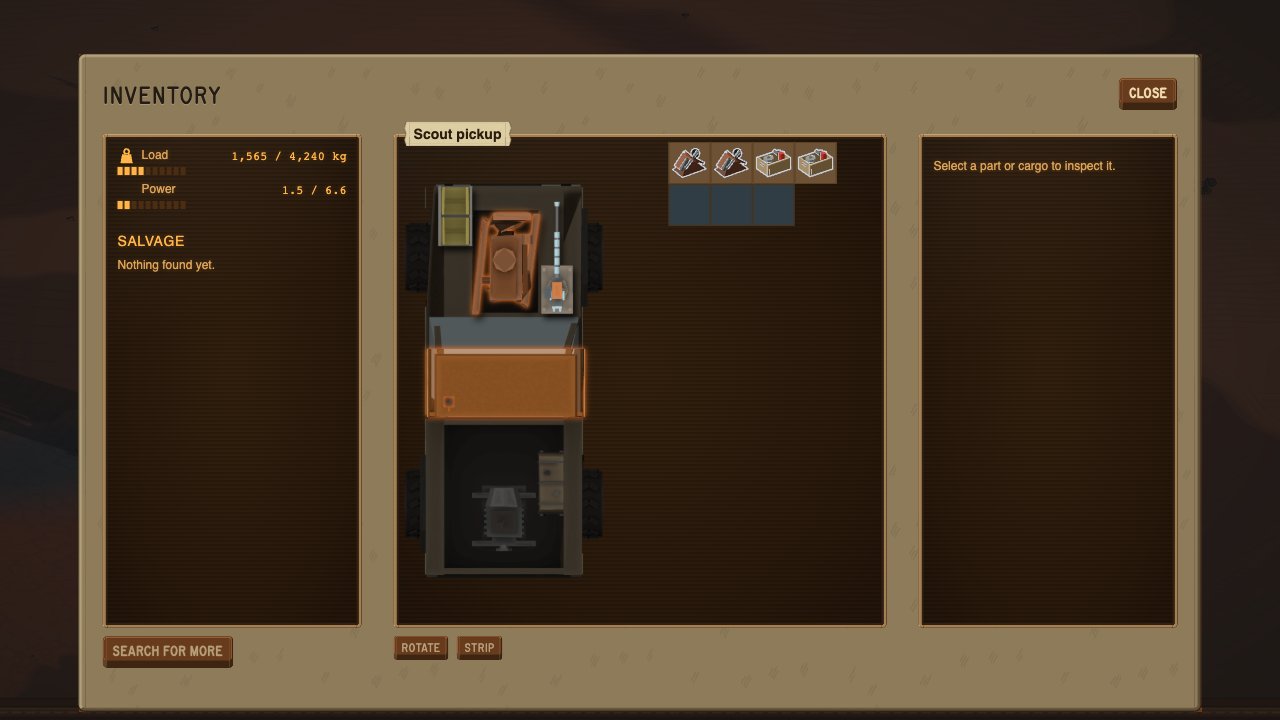 INVENTORY
CLOSE
Scout pickup
Load 1,565 / 4,240 kg
Power 1.5 / 6.6
SALVAGE
Nothing found yet.
Select a part or cargo to inspect it.
SEARCH FOR MORE
ROTATE
STRIP